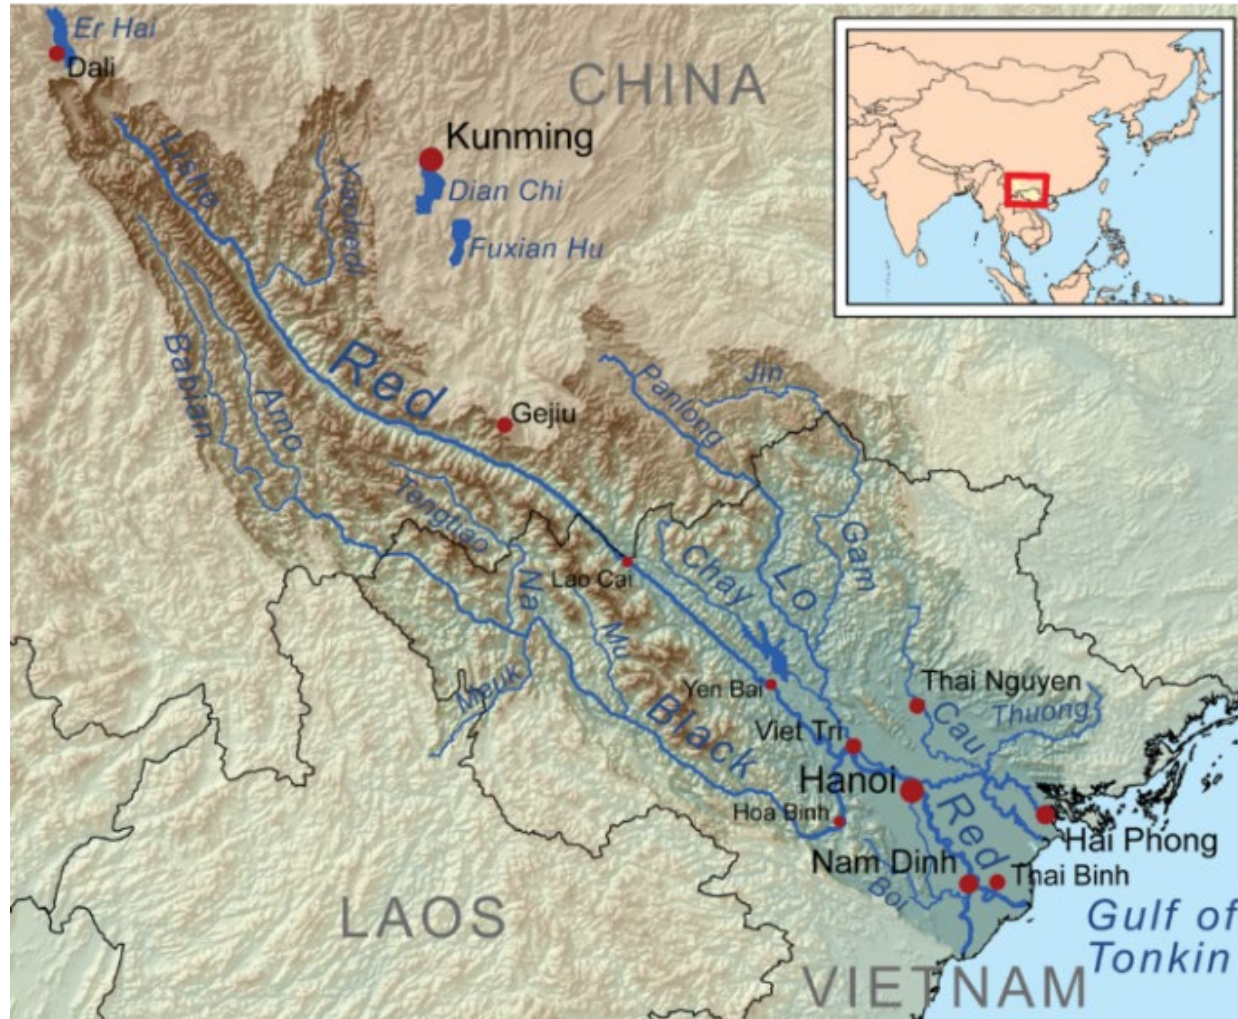 Er Hai
Dali
CHINA
Kunming
Lishe
Xiaohedi
Dian Chi
Fuxian Hu
Red
Babian
Amo
Gejiu
Panlong
Jin
Tengtiao
Lao Cai
Na
Chay
Lo
Gam
Mu
Meuk
Black
Yen Bai
Thai Nguyen
Thuong
Cau
Viet Tri
Hanoi
Hoa Binh
Red
Hai Phong
Nam Dinh
Thai Binh
Boi
LAOS
Gulf of
Tonkin
VIETNAM